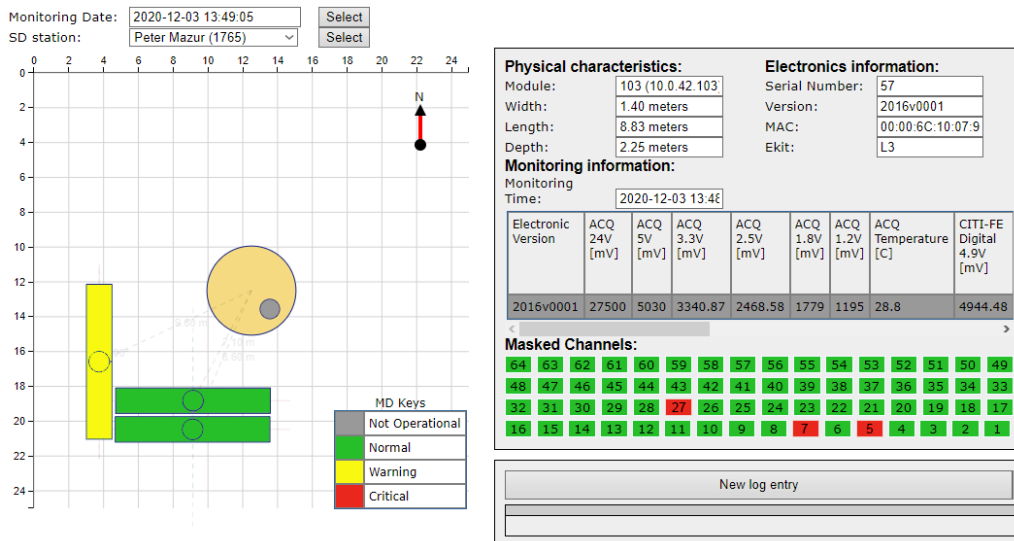 Monitoring Date: 2020-12-03 13:49:05 Select
SD station: Peter Mazur (1765) Select
0 2 4 6 8 10 12 14 16 18 20 22 24
0
2
4
6
8
10
12
14
16
18
20
22
24
N
10 m
6.60 m
MD Keys
Not Operational
Normal
Warning
Critical
Physical characteristics:
Module: 103 (10.0.42.103
Width: 1.40 meters
Length: 8.83 meters
Depth: 2.25 meters
Electronics information:
Serial Number: 57
Version: 2016v0001
MAC: 00:00:6C:10:07:9
Ekit: L3
Monitoring information:
Monitoring
Time: 2020-12-03 13:48
Electronic Version ACQ 24V [mV] ACQ 5V [mV] ACQ 3.3V [mV] ACQ 2.5V [mV] ACQ 1.8V [mV] ACQ 1.2V [mV] ACQ Temperature [C] CITI-FE Digital 4.9V [mV]
2016v0001 27500 5030 3340.87 2468.58 1779 1195 28.8 4944.48
Masked Channels:
64 63 62 61 60 59 58 57 56 55 54 53 52 51 50 49
48 47 46 45 44 43 42 41 40 39 38 37 36 35 34 33
32 31 30 29 28 27 26 25 24 23 22 21 20 19 18 17
16 15 14 13 12 11 10 9 8 7 6 5 4 3 2 1
New log entry